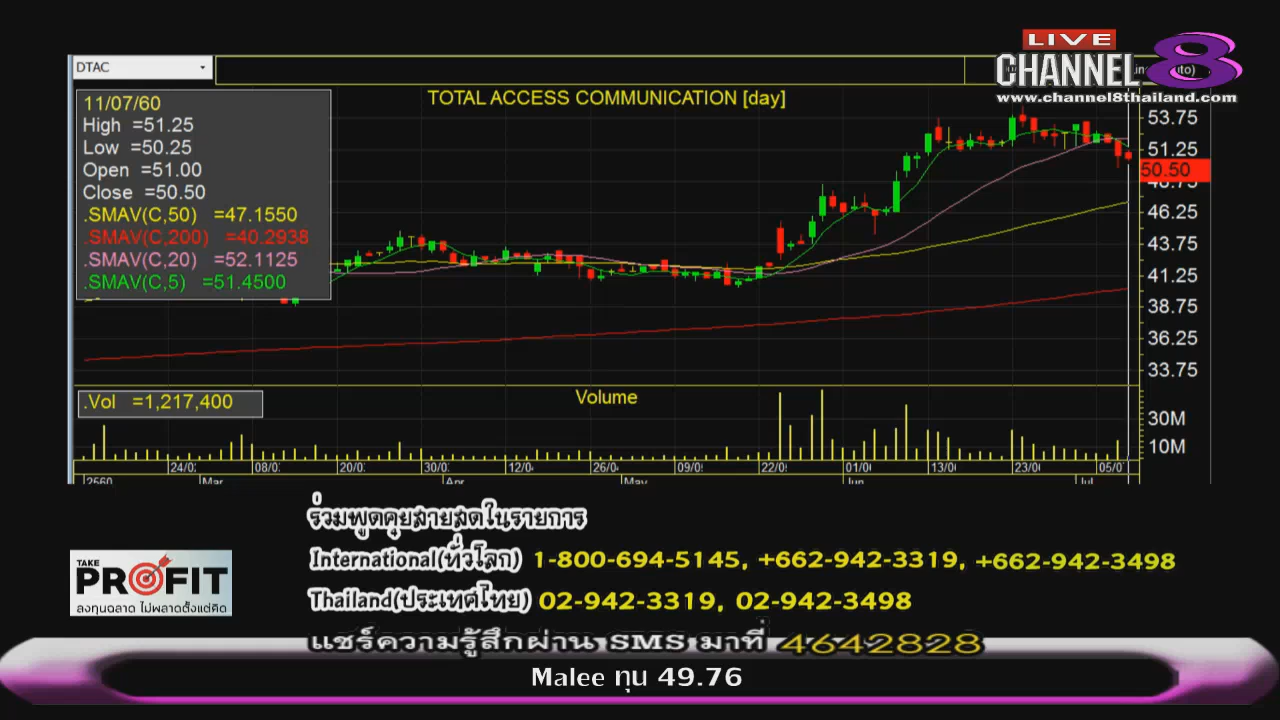 LIVE
CHANNEL 8
www.channel8thailand.com
DTAC
TOTAL ACCESS COMMUNICATION [day]
11/07/60
High =51.25
Low =50.25
Open =51.00
Close =50.50
.SMAV(C,50) =47.1550
.SMAV(C,200) =40.2938
.SMAV(C,20) =52.1125
.SMAV(C,5) =51.4500
53.75
51.25
50.50
48.75
46.25
43.75
41.25
38.75
36.25
33.75
.Vol =1,217,400
Volume
30M
10M
24/0 08/0 20/0 30/0 12/0 26/0 09/0 22/0 01/0 13/0 23/0 05/0
2560 Mar Apr May Jun Jul
ร่วมพูดคุยสายสดในรายการ
International(ทั่วโลก) 1-800-694-5145, +662-942-3319, +662-942-3498
Thailand(ประเทศไทย) 02-942-3319, 02-942-3498
แชร์ความรู้สึกผ่าน SMS มาที่ 4642828
TAKE
PROFIT
ลงทุนฉลาด ไม่พลาดตั้งแต่คิด
Malee ทุน 49.76